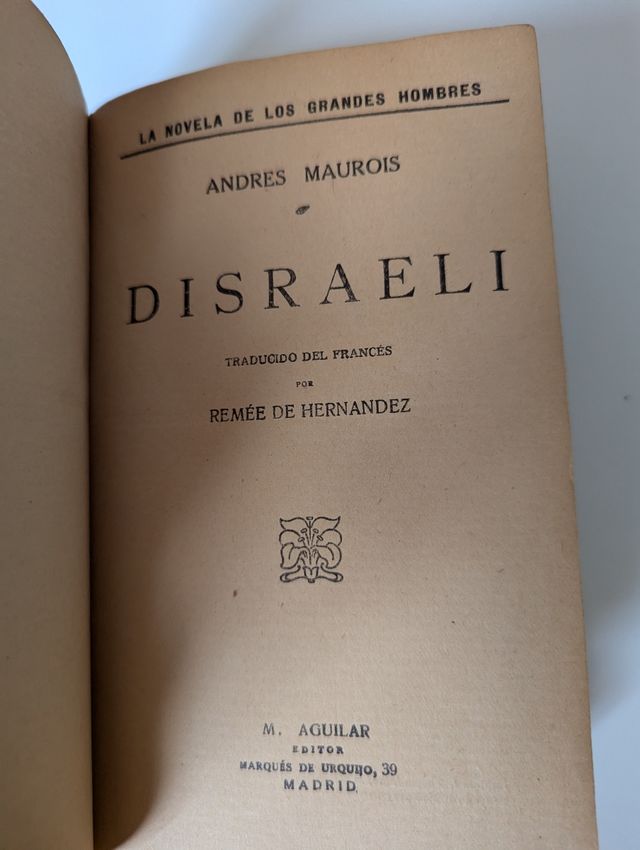 LA NOVELA DE LOS GRANDES HOMBRES
ANDRES MAUROIS
DISRAELI
TRADUCIDO DEL FRANCÉS
POR
REMÉE DE HERNANDEZ
M. AGUILAR
EDITOR
MARQUÉS DE URQUIJO, 39
MADRID